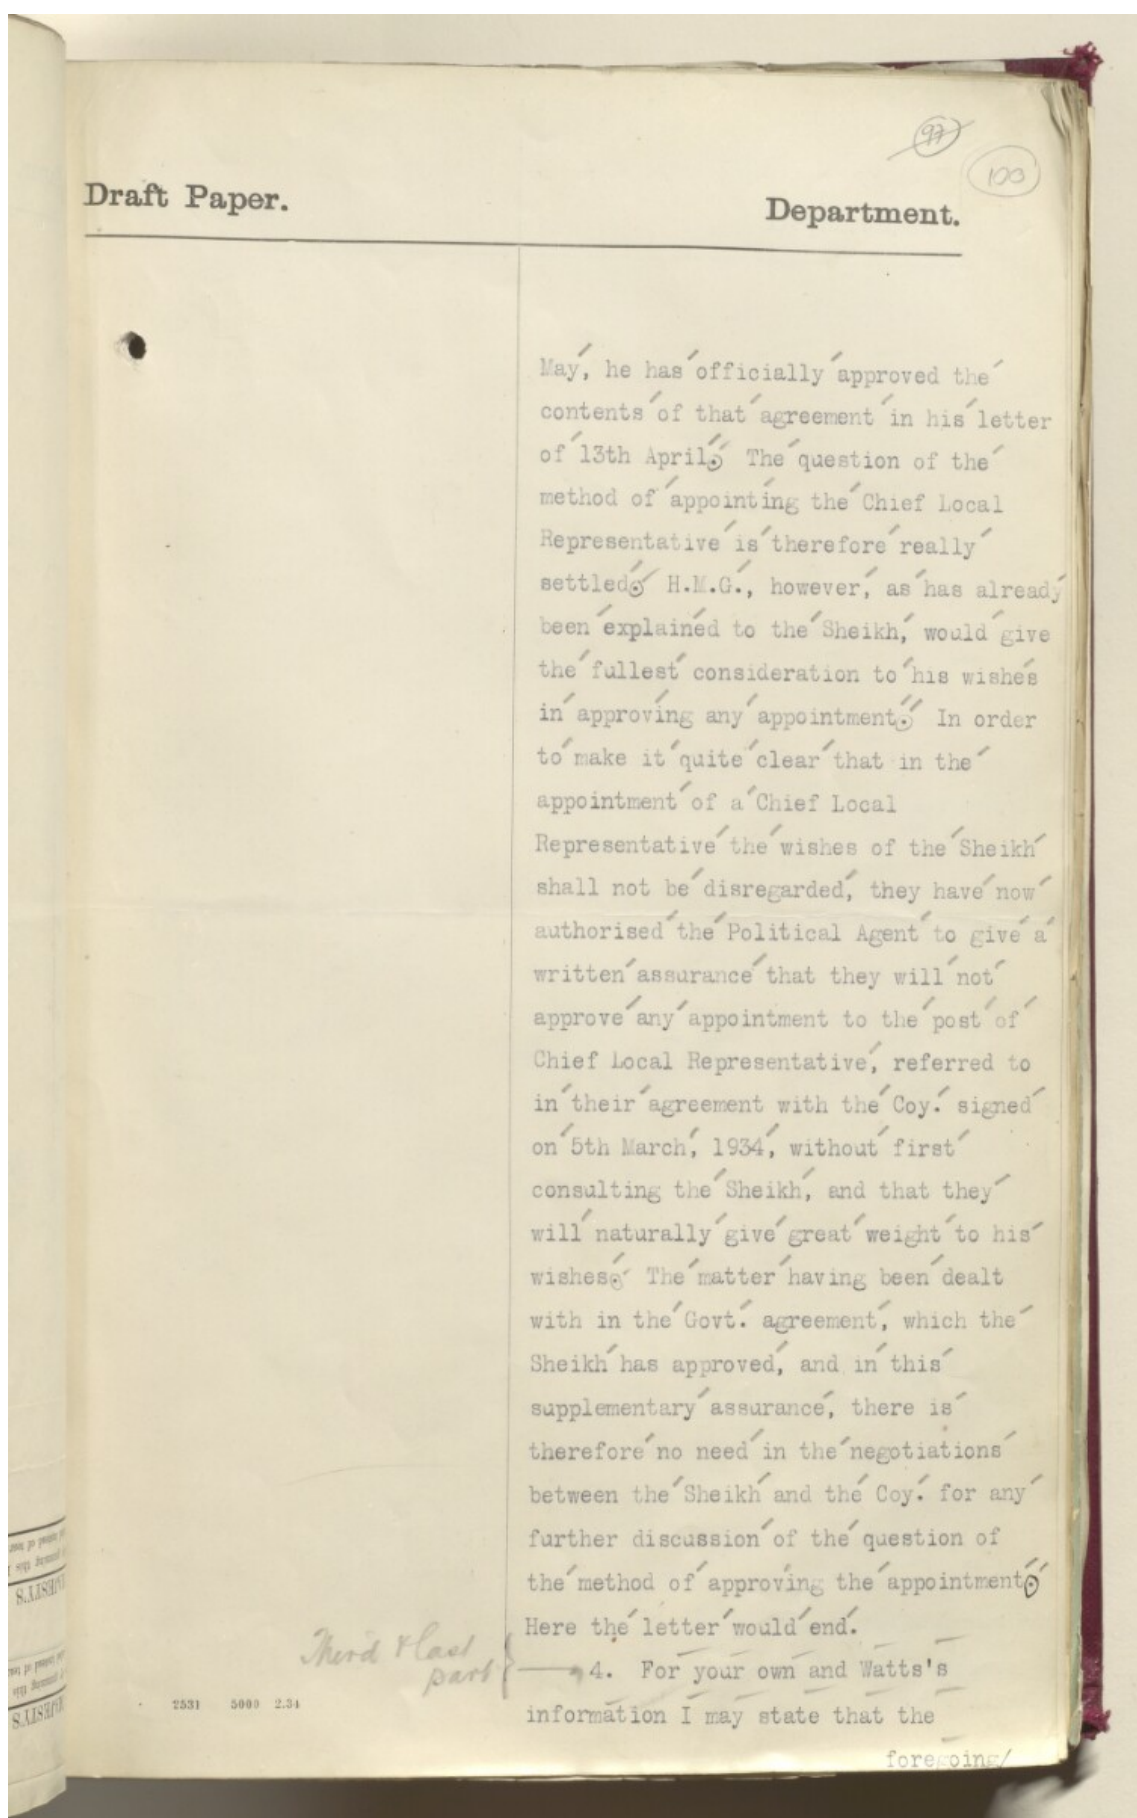 97
100
Draft Paper.
Department.
May, he has officially approved the
contents of that agreement in his letter
of 13th April. The question of the
method of appointing the Chief Local
Representative is therefore really
settled. H.M.G., however, as has already
been explained to the Sheikh, would give
the fullest consideration to his wishes
in approving any appointment. In order
to make it quite clear that in the
appointment of a Chief Local
Representative the wishes of the Sheikh
shall not be disregarded, they have now
authorised the Political Agent to give a
written assurance that they will not
approve any appointment to the post of
Chief Local Representative, referred to
in their agreement with the Coy. signed
on 5th March, 1934, without first
consulting the Sheikh, and that they
will naturally give great weight to his
wishes. The matter having been dealt
with in the Govt. agreement, which the
Sheikh has approved, and in this
supplementary assurance, there is
therefore no need in the negotiations
between the Sheikh and the Coy. for any
further discussion of the question of
the method of approving the appointment.
Here the letter would end.
Third & last
part
4. For your own and Watts's
information I may state that the
foregoing/
2531 5000 2.34